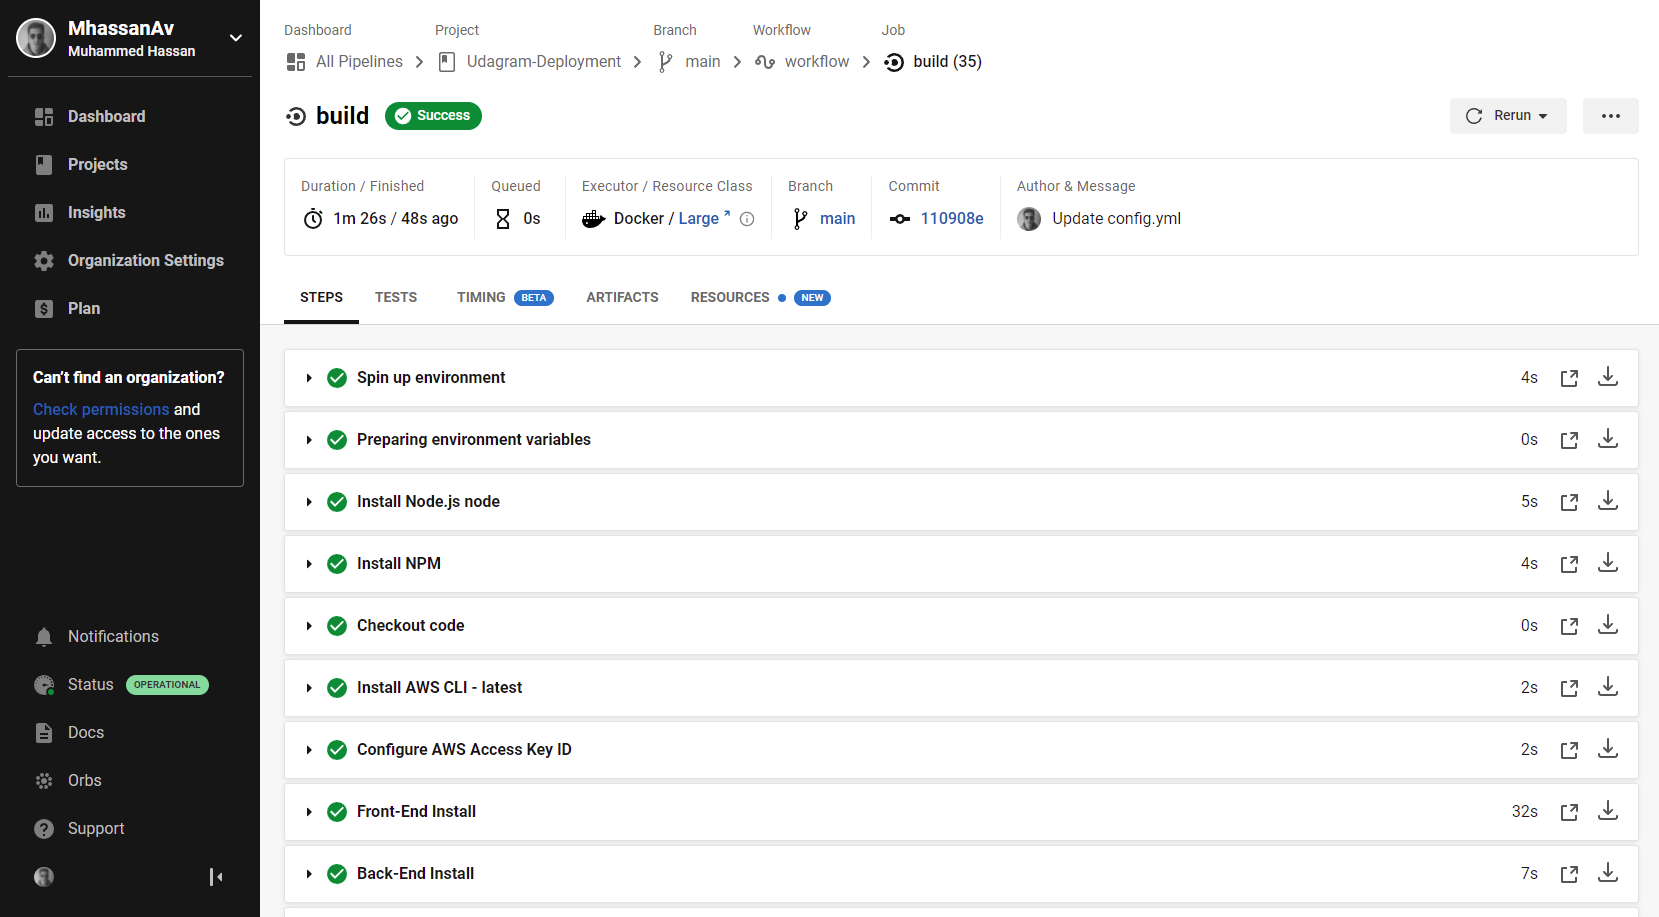 MhassanAv
Muhammed Hassan
Dashboard
Projects
Insights
Organization Settings
Plan
Can't find an organization?
Check permissions and
update access to the ones
you want.
Notifications
Status OPERATIONAL
Docs
Orbs
Support
Dashboard Project Branch Workflow Job
All Pipelines Udagram-Deployment main workflow build (35)
build Success Rerun
Duration / Finished Queued Executor / Resource Class Branch Commit Author & Message
1m 26s / 48s ago 0s Docker / Large main 110908e Update config.yml
STEPS TESTS TIMING BETA ARTIFACTS RESOURCES NEW
Spin up environment 4s
Preparing environment variables 0s
Install Node.js node 5s
Install NPM 4s
Checkout code 0s
Install AWS CLI - latest 2s
Configure AWS Access Key ID 2s
Front-End Install 32s
Back-End Install 7s